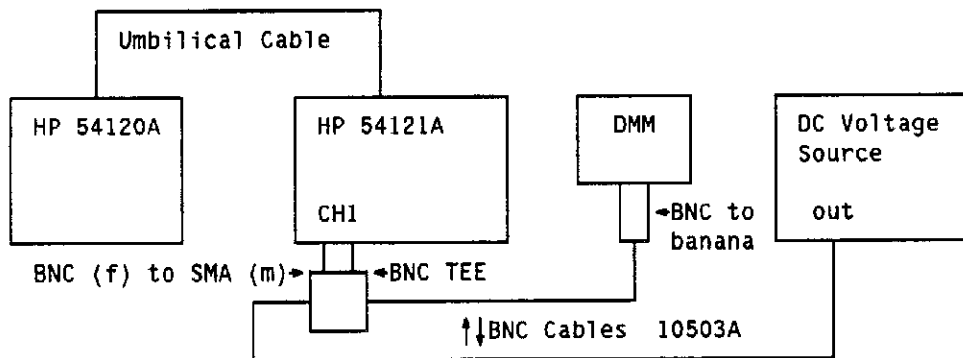 Umbilical Cable
HP 54120A
HP 54121A
DMM
DC Voltage
Source
CH1
out
←BNC to
banana
BNC (f) to SMA (m)→
←BNC TEE
↑↓BNC Cables 10503A